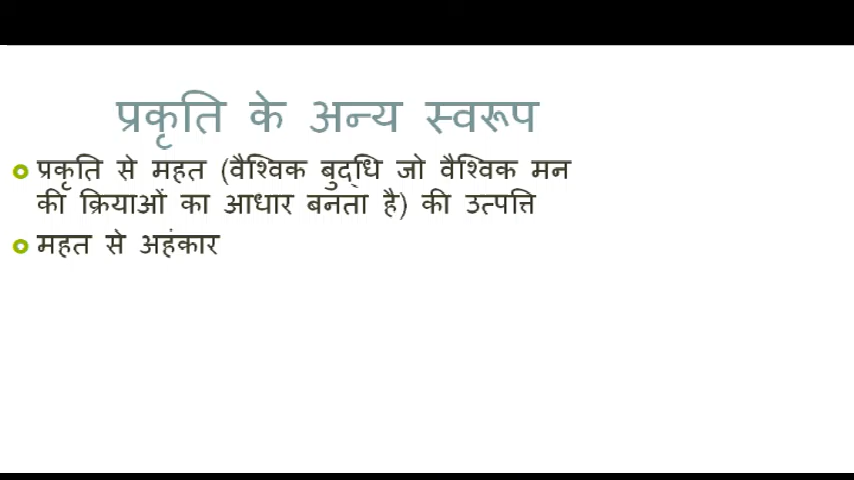 प्रकृति के अन्य स्वरूप
प्रकृति से महत (वैश्विक बुद्धि जो वैश्विक मन
की क्रियाओं का आधार बनता है) की उत्पत्ति
महत से अहंकार